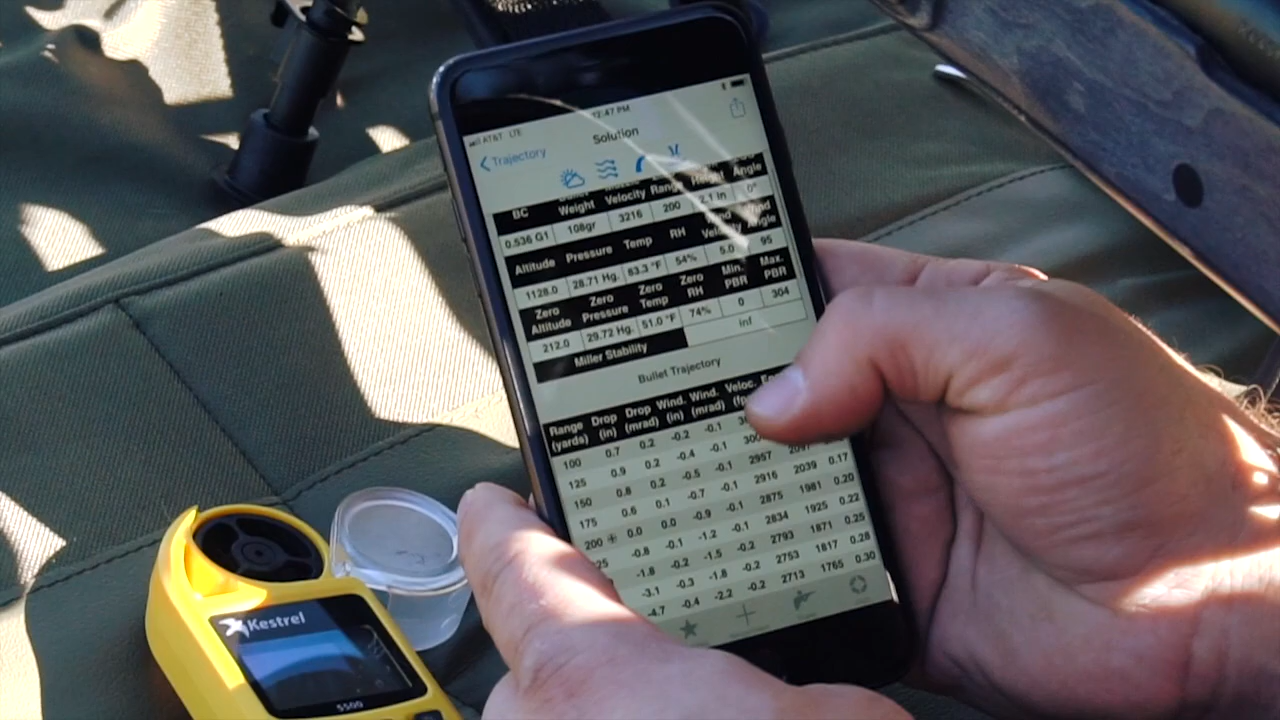 AT&T LTE 12:47 PM
Trajectory
Solution
BC Weight Velocity Range Height Angle
0.536 G1 108gr 3216 200 2.1 in 0°
Altitude Pressure Temp RH Wind Angle
1128.0 28.71 Hg. 63.3 °F 54% 5.0 95
Zero Altitude Zero Pressure Zero Temp Zero RH Min. PBR Max. PBR
212.0 29.72 Hg. 51.0 °F 74% 0 304
Miller Stability inf
Bullet Trajectory
Range (yards) Drop (in) Drop (mrad) Wind. (in) Wind. (mrad) Veloc.
100 0.7 0.2 -0.2 -0.1
125 0.9 0.2 -0.4 -0.1
150 0.8 0.2 -0.5 -0.1 2957
175 0.6 0.1 -0.7 -0.1 2916 2039 0.17
200 0.0 0.0 -0.9 -0.1 2875 1981 0.20
-0.8 -0.1 -1.2 -0.1 2834 1925 0.22
-1.8 -0.2 -1.5 -0.2 2793 1871 0.25
-3.1 -0.3 -1.8 -0.2 2753 1817 0.28
-4.7 -0.4 -2.2 -0.2 2713 1765 0.30
Kestrel
5500